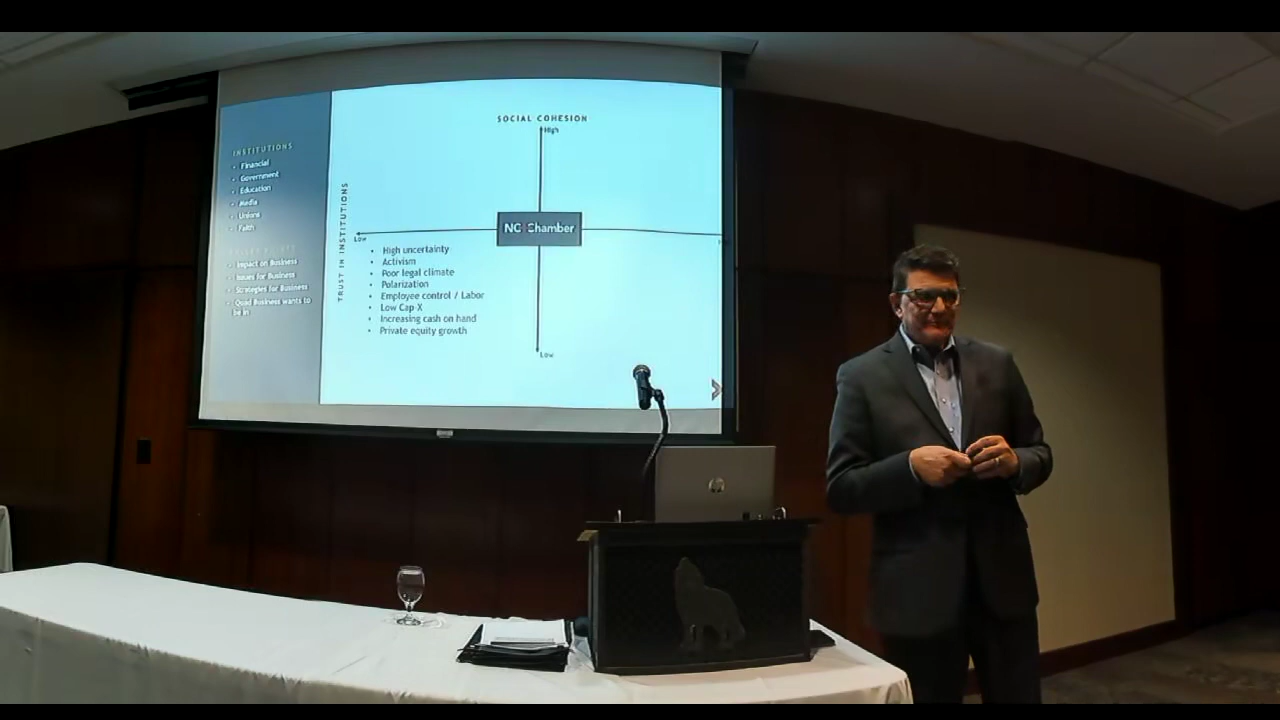 INSTITUTIONS
Financial
Government
Education
Media
Unions
Faith
Impact on Business
Issues for Business
Strategies for Business
Quad Business wants to
be in
TRUST IN INSTITUTIONS
SOCIAL COHESION
High
NC Chamber
Low
High uncertainty
Activism
Poor legal climate
Polarization
Employee control / Labor
Low Cap-X
Increasing cash on hand
Private equity growth
Low
hp